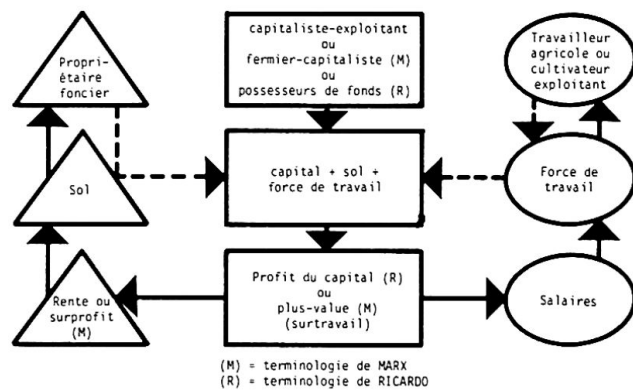 Propri-
étaire
foncier
capitaliste-exploitant
ou
fermier-capitaliste (M)
ou
possesseurs de fonds (R)
Travailleur
agricole ou
cultivateur
exploitant
Sol
capital + sol +
force de travail
Force de
travail
Rente ou
surprofit
(M)
Profit du capital (R)
ou
plus-value (M)
(surtravail)
Salaires
(M) = terminologie de MARX
(R) = terminologie de RICARDO